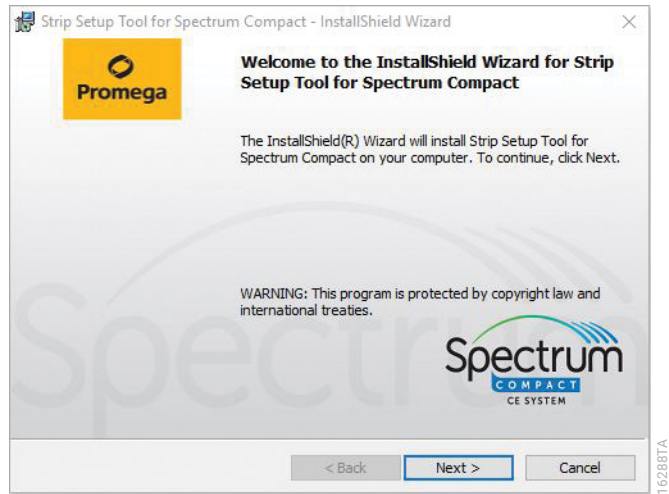 Strip Setup Tool for Spectrum Compact - InstallShield Wizard
Promega
Welcome to the InstallShield Wizard for Strip
Setup Tool for Spectrum Compact
The InstallShield(R) Wizard will install Strip Setup Tool for
Spectrum Compact on your computer. To continue, click Next.
WARNING: This program is protected by copyright law and
international treaties.
Spectrum
Spectrum
COMPACT
CE SYSTEM
< Back
Next >
Cancel
16288TA